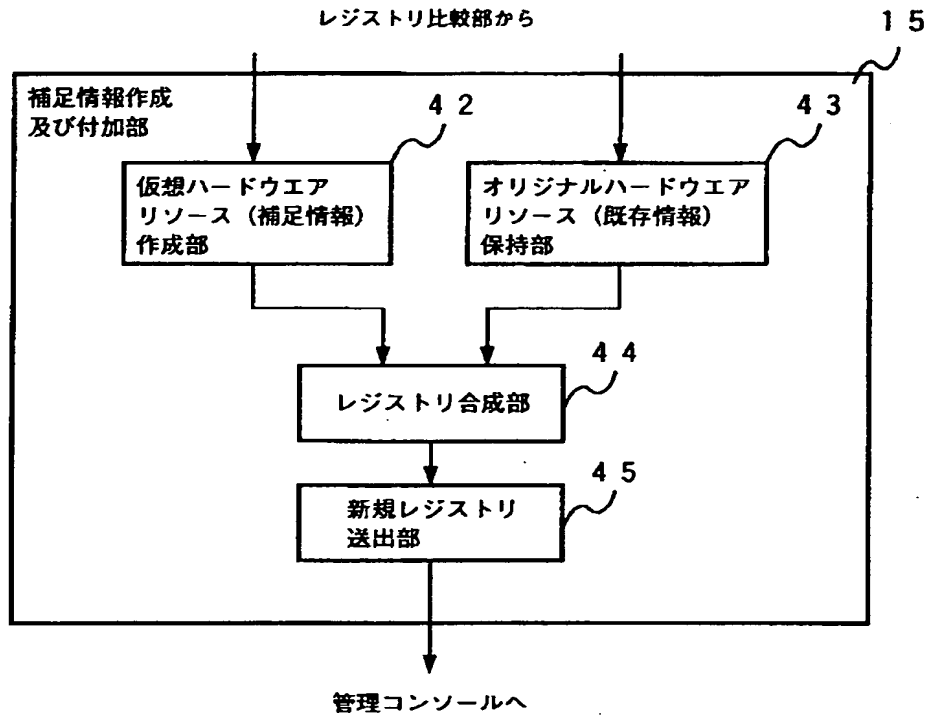 レジストリ比較部から
15
補足情報作成
及び付加部
42
43
仮想ハードウエア
リソース(補足情報)
作成部
オリジナルハードウエア
リソース(既存情報)
保持部
44
レジストリ合成部
45
新規レジストリ
送出部
管理コンソールへ